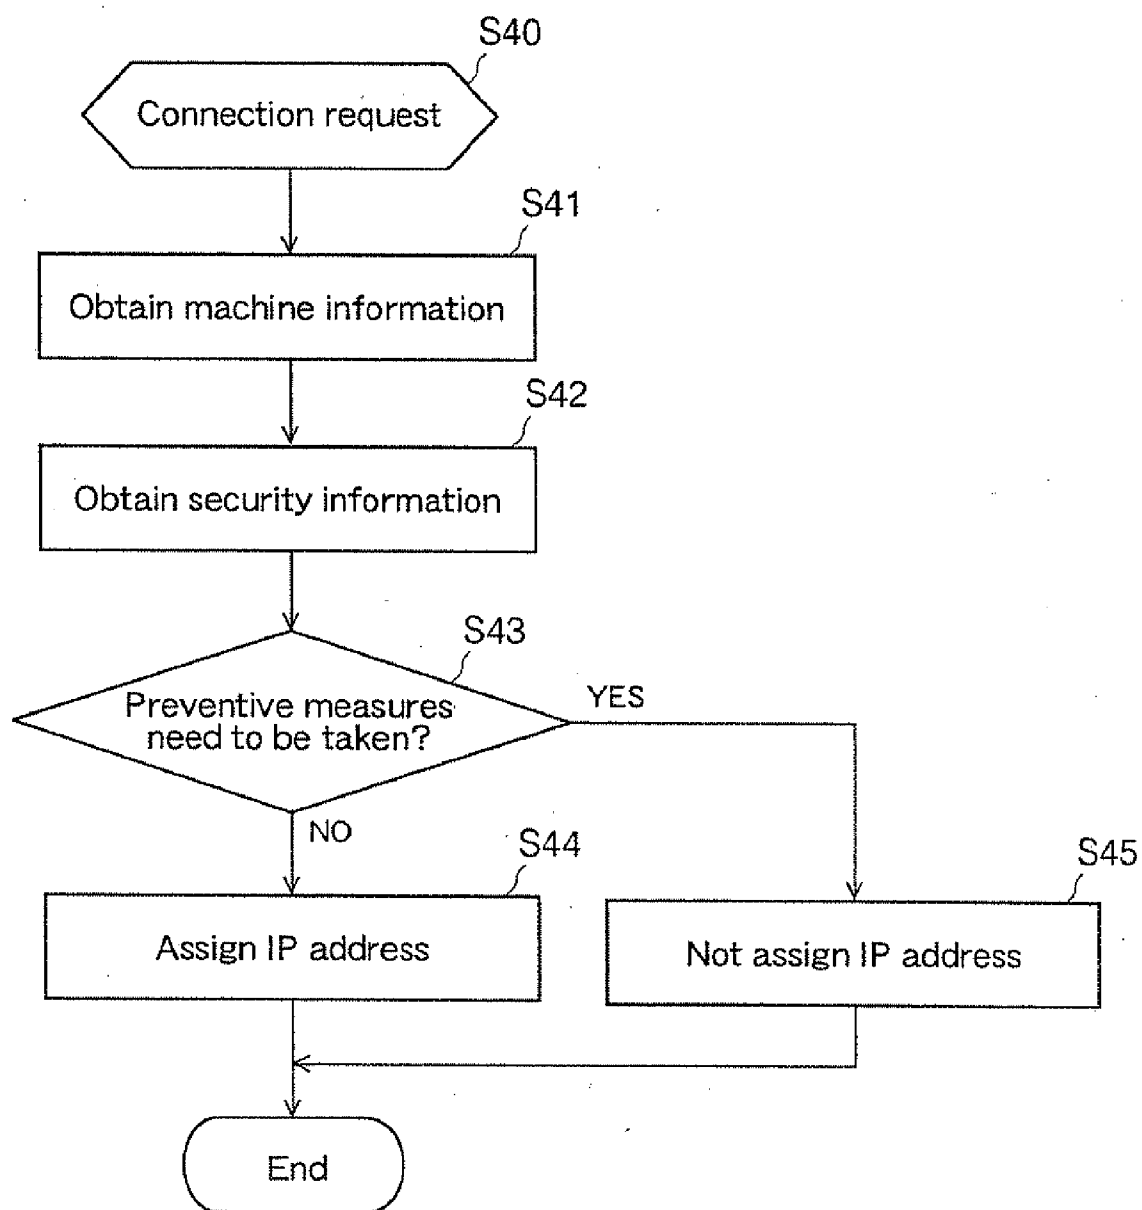 S40
Connection request
S41
Obtain machine information
S42
Obtain security information
S43
Preventive measures
need to be taken?
YES
NO
S44
Assign IP address
S45
Not assign IP address
End